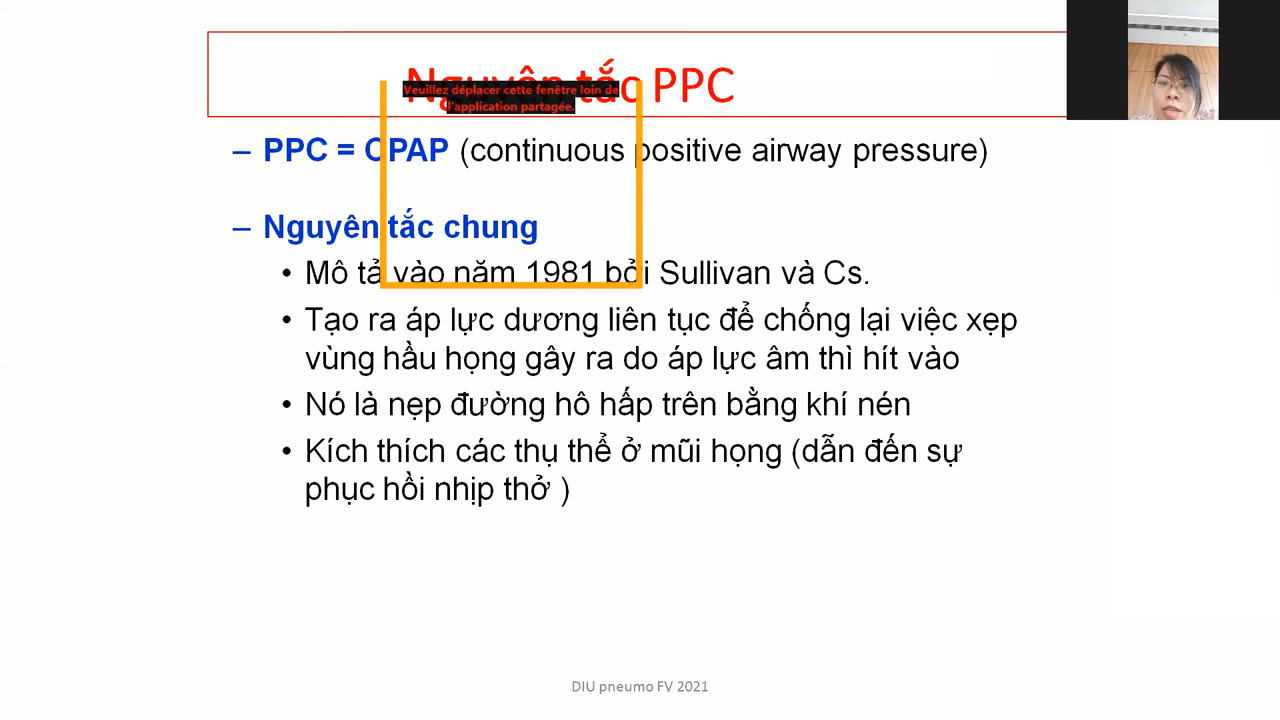 Nguyên tắc PPC
Veuillez déplacer cette fenêtre loin de
l'application partagée.
– PPC = CPAP (continuous positive airway pressure)
– Nguyên tắc chung
• Mô tả vào năm 1981 bởi Sullivan và Cs.
• Tạo ra áp lực dương liên tục để chống lại việc xẹp
vùng hầu họng gây ra do áp lực âm thì hít vào
• Nó là nẹp đường hô hấp trên bằng khí nén
• Kích thích các thụ thể ở mũi họng (dẫn đến sự
phục hồi nhịp thở )
DIU pneumo FV 2021